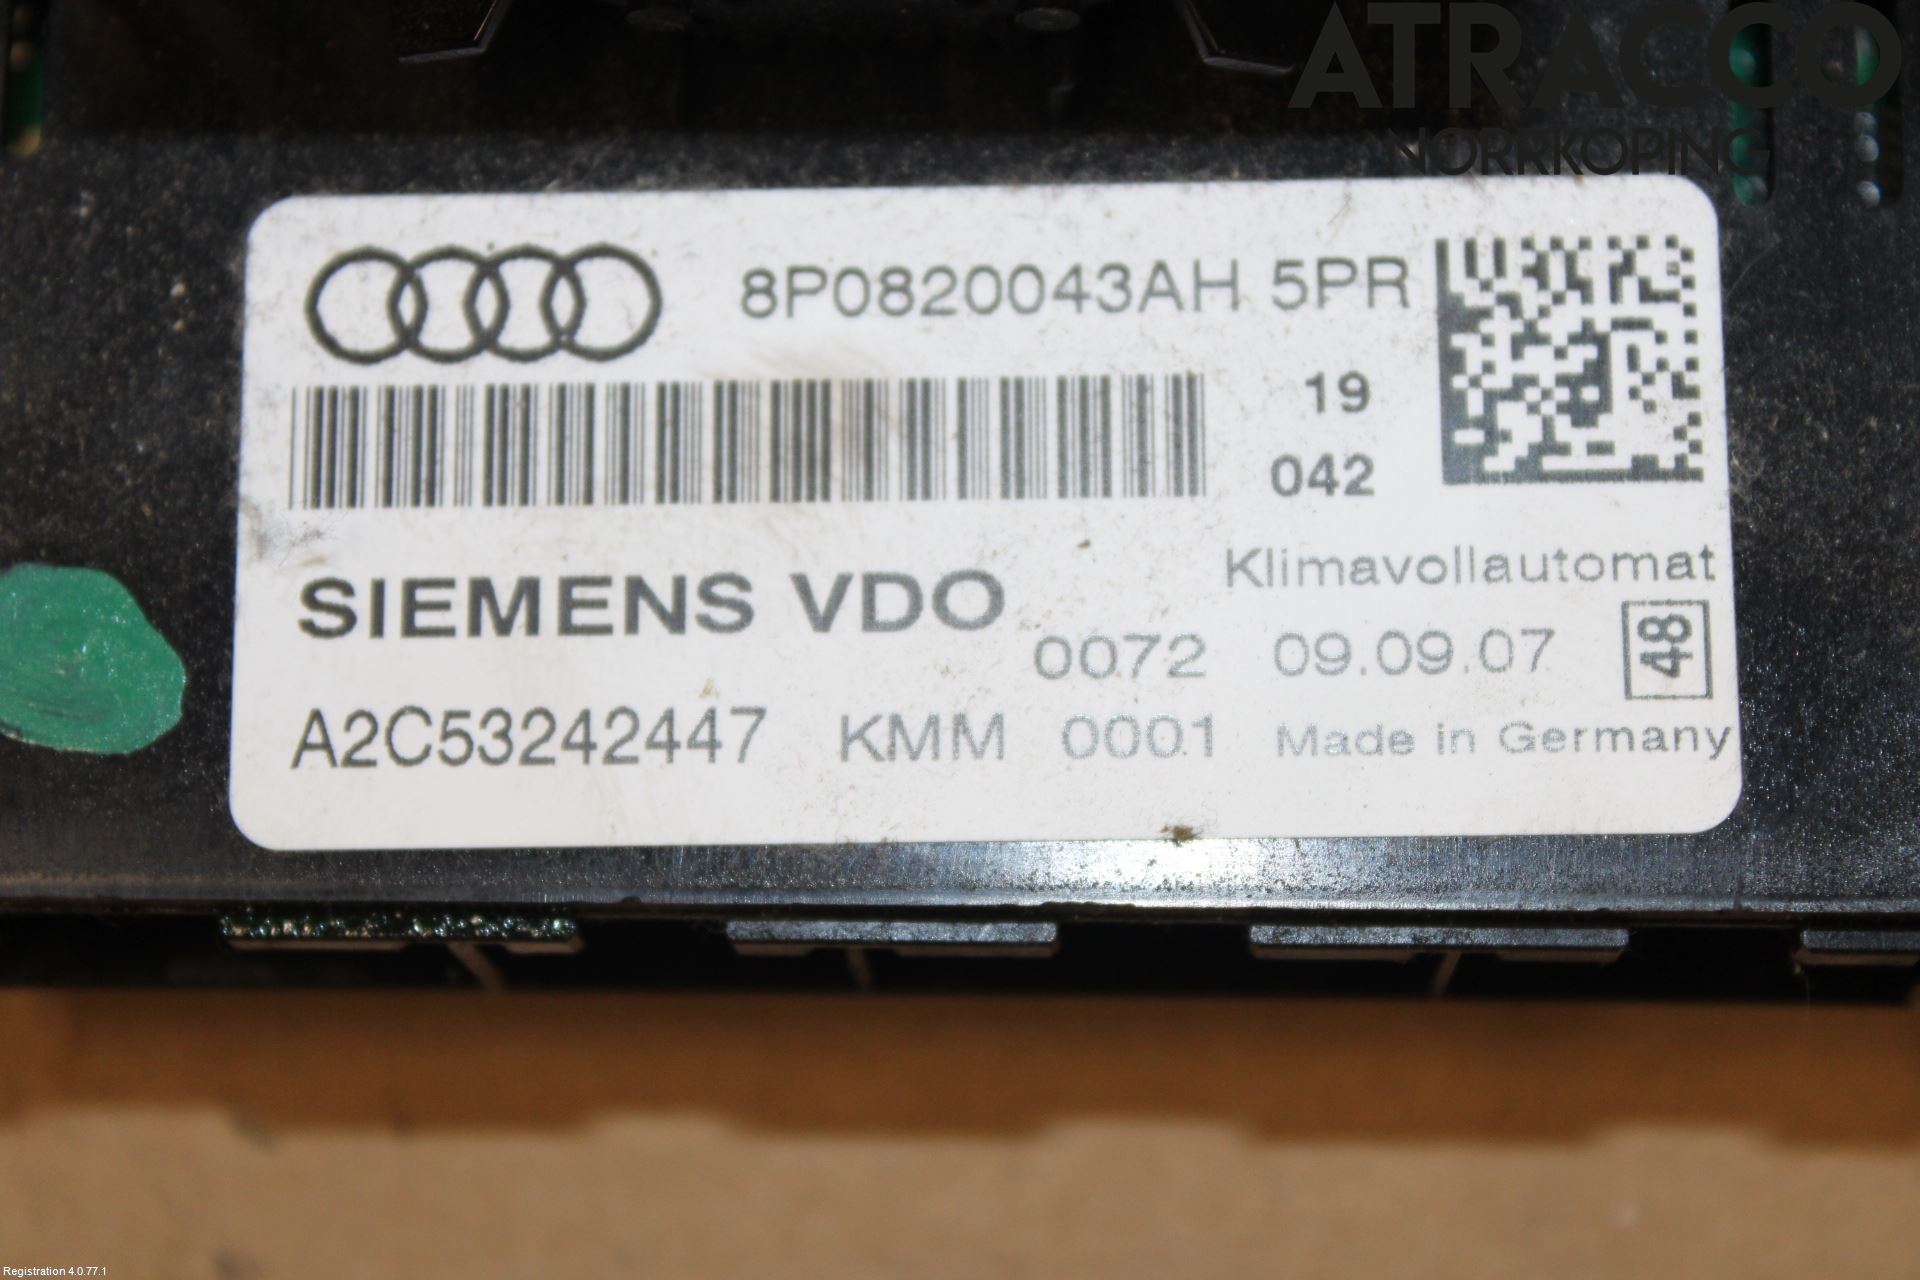 ATRACCO
NORRKÖPING
8P0820043AH 5PR
19
042
Klimavollautomat
SIEMENS VDO
0072 09.09.07 48
A2C53242447 KMM 0001 Made in Germany
Registration 4.0.77.1